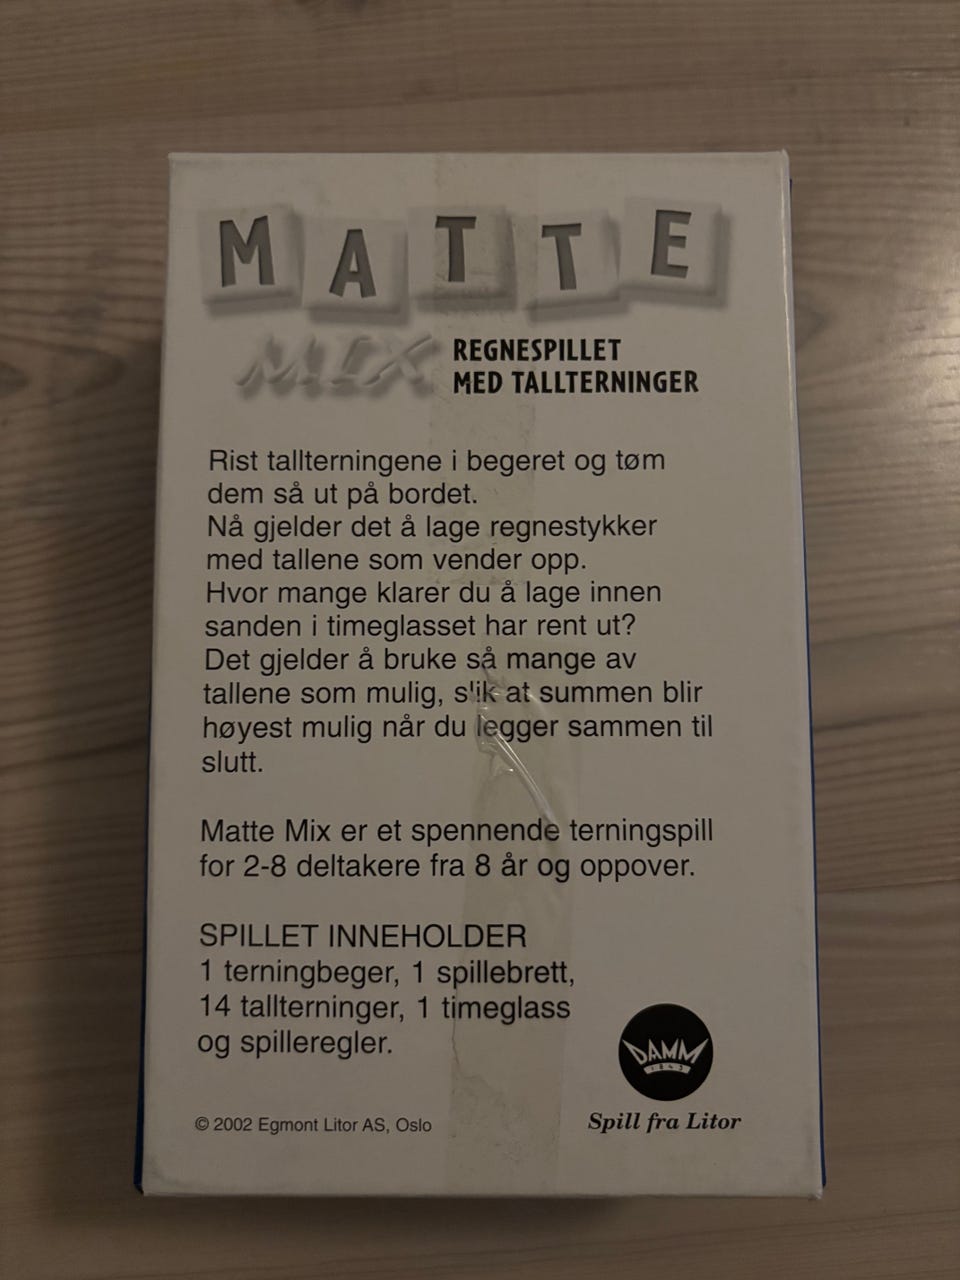 MATTE
MIX
REGNESPILLET
MED TALLTERNINGER
Rist tallterningene i begeret og tøm
dem så ut på bordet.
Nå gjelder det å lage regnestykker
med tallene som vender opp.
Hvor mange klarer du å lage innen
sanden i timeglasset har rent ut?
Det gjelder å bruke så mange av
tallene som mulig, slik at summen blir
høyest mulig når du legger sammen til
slutt.
Matte Mix er et spennende terningspill
for 2-8 deltakere fra 8 år og oppover.
SPILLET INNEHOLDER
1 terningbeger, 1 spillebrett,
14 tallterninger, 1 timeglass
og spilleregler.
DAMM
1843
© 2002 Egmont Litor AS, Oslo
Spill fra Litor